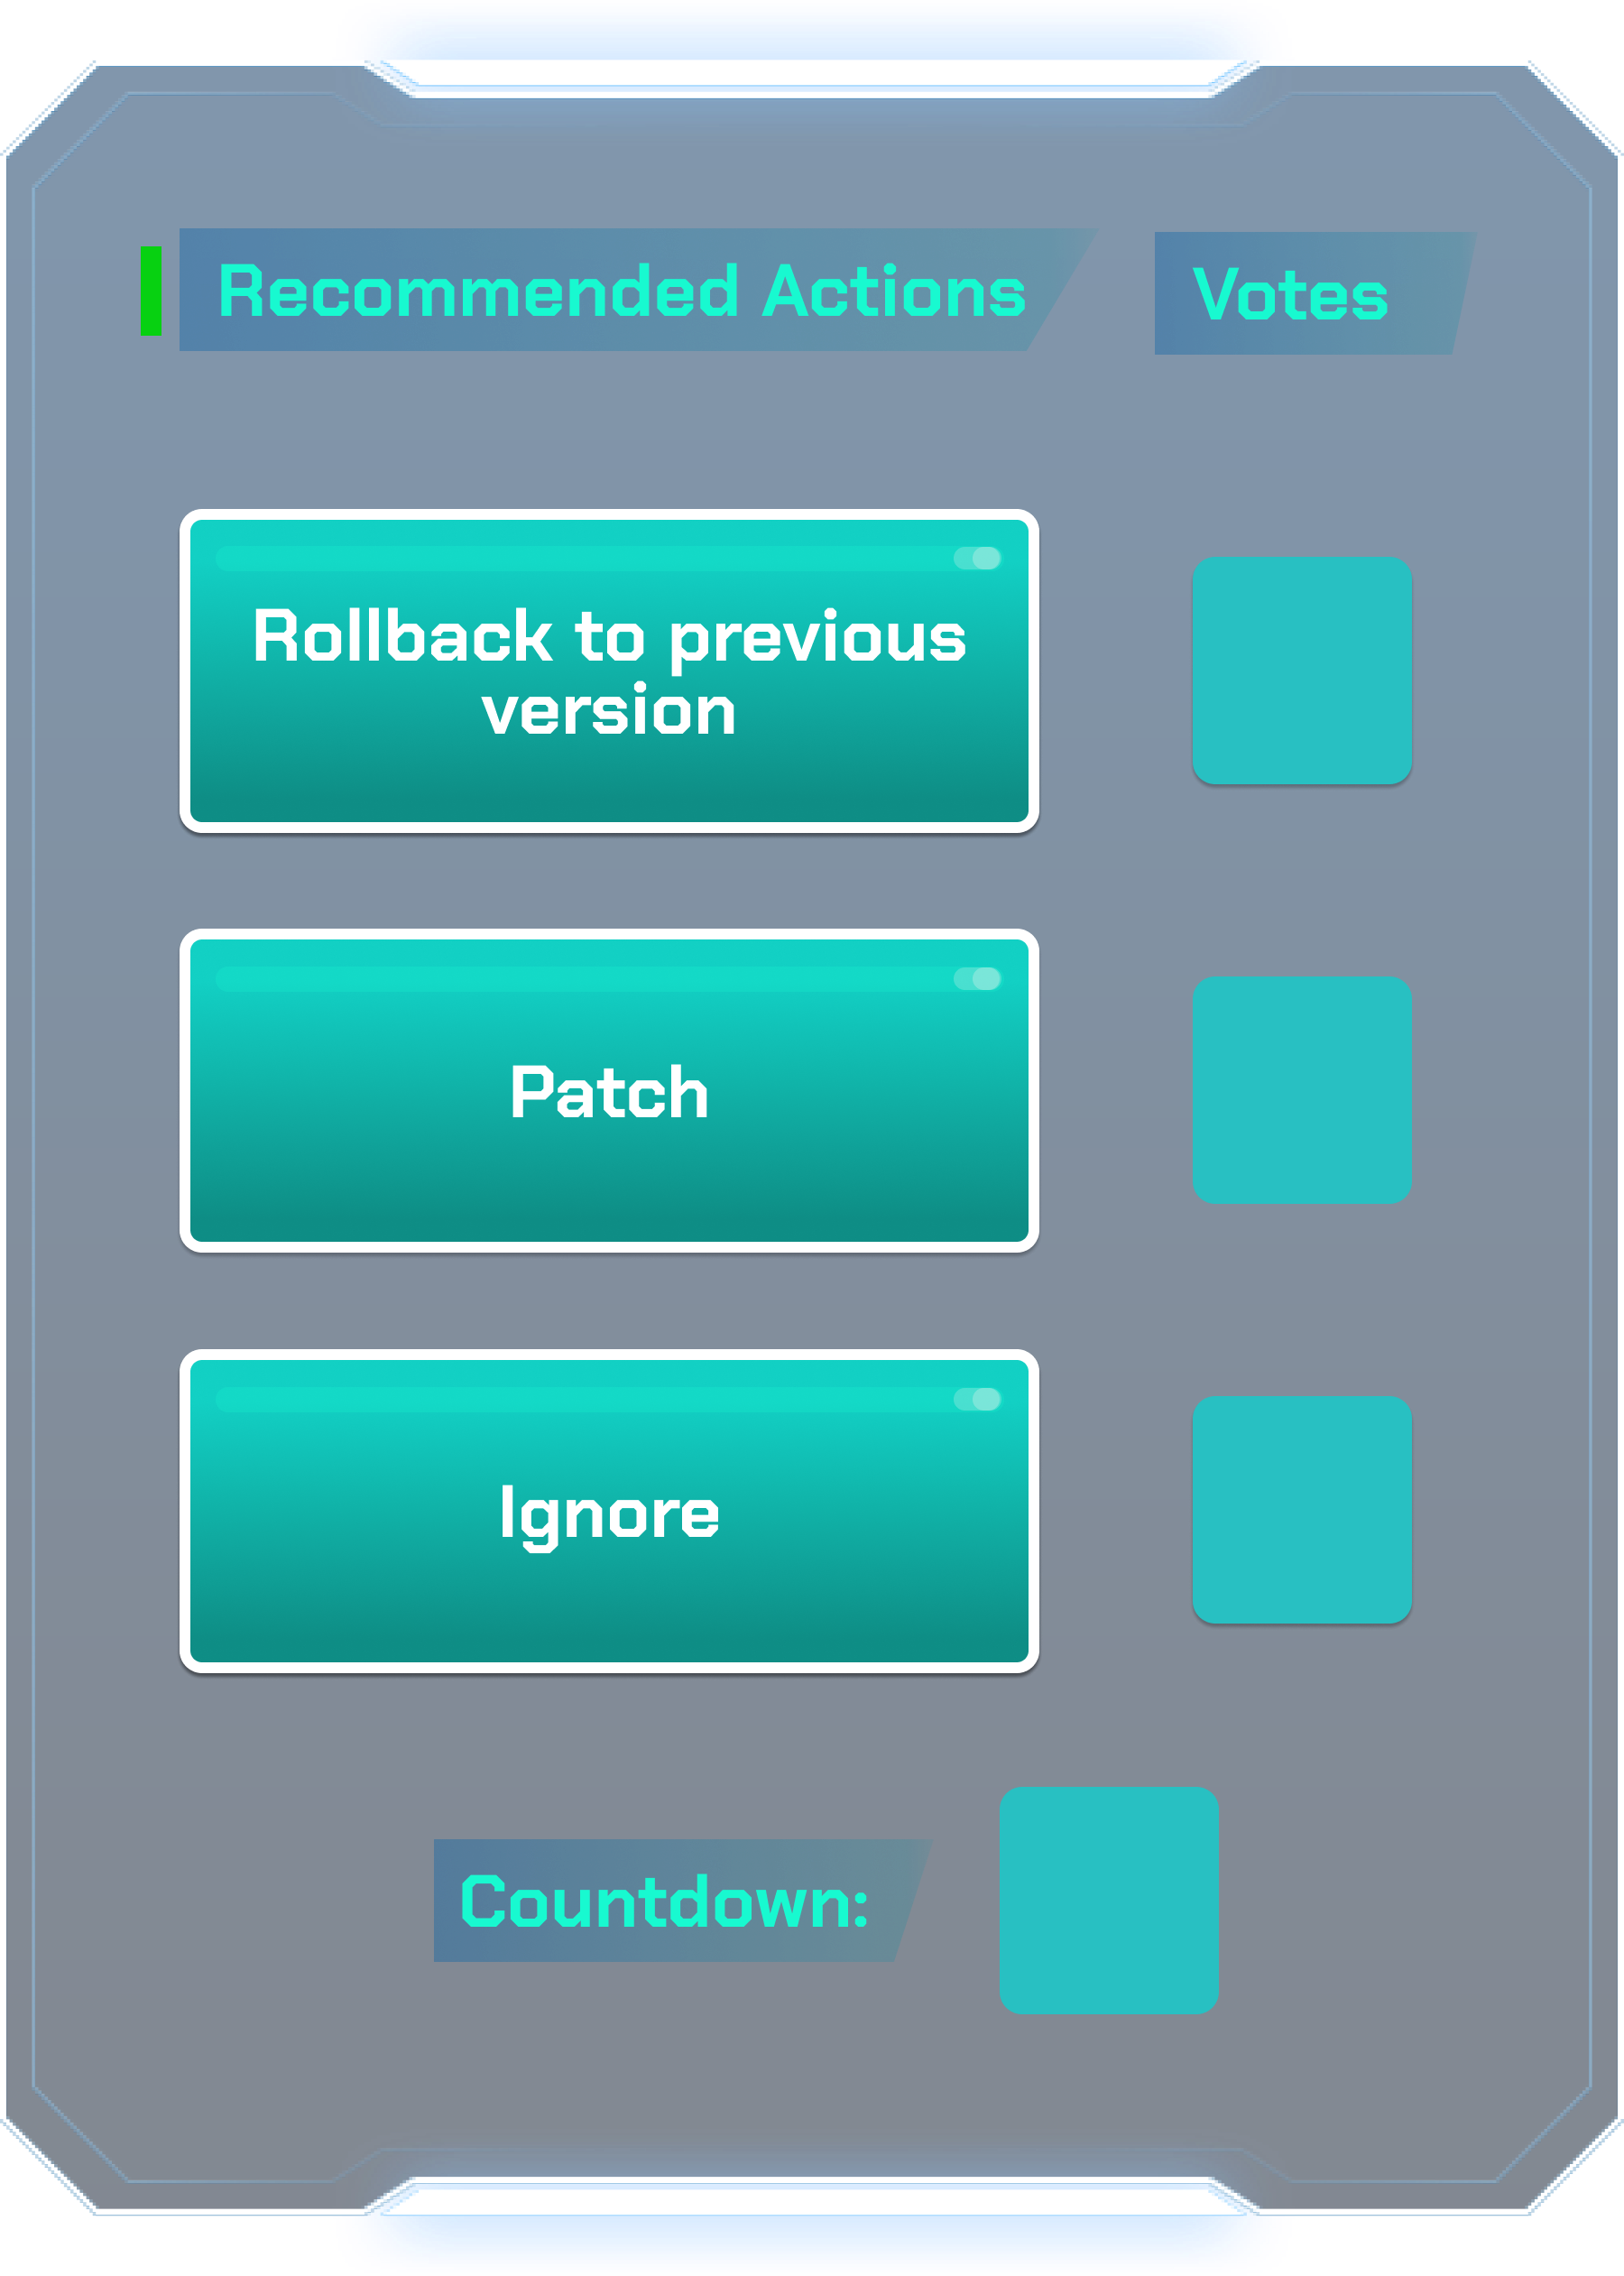 Recommended Actions
Votes
Rollback to previous
version
Patch
Ignore
Countdown: